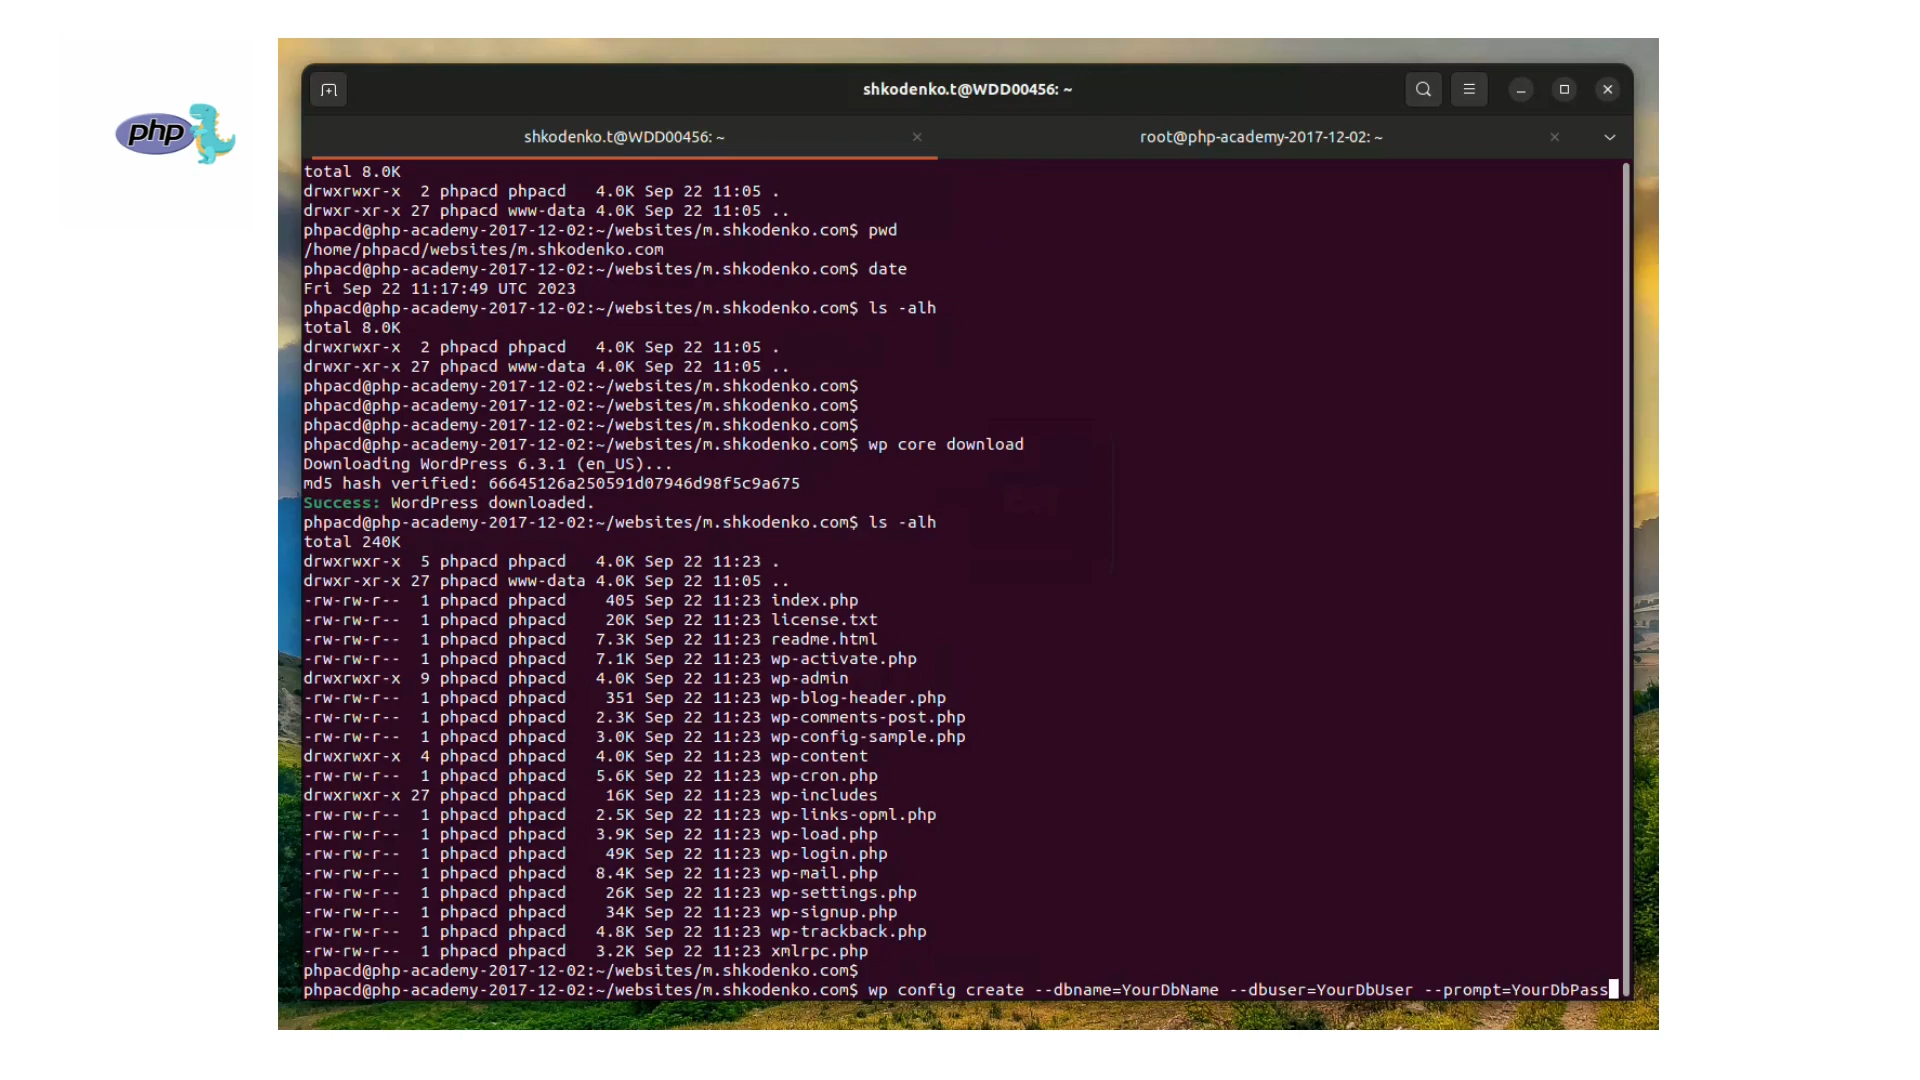 php
shkodenko.t@WDD00456: ~
shkodenko.t@WDD00456: ~
root@php-academy-2017-12-02: ~
total 8.0K
drwxrwxr-x  2 phpacd phpacd   4.0K Sep 22 11:05 .
drwxr-xr-x 27 phpacd www-data 4.0K Sep 22 11:05 ..
phpacd@php-academy-2017-12-02:~/websites/m.shkodenko.com$ pwd
/home/phpacd/websites/m.shkodenko.com
phpacd@php-academy-2017-12-02:~/websites/m.shkodenko.com$ date
Fri Sep 22 11:17:49 UTC 2023
phpacd@php-academy-2017-12-02:~/websites/m.shkodenko.com$ ls -alh
total 8.0K
drwxrwxr-x  2 phpacd phpacd   4.0K Sep 22 11:05 .
drwxr-xr-x 27 phpacd www-data 4.0K Sep 22 11:05 ..
phpacd@php-academy-2017-12-02:~/websites/m.shkodenko.com$
phpacd@php-academy-2017-12-02:~/websites/m.shkodenko.com$
phpacd@php-academy-2017-12-02:~/websites/m.shkodenko.com$
phpacd@php-academy-2017-12-02:~/websites/m.shkodenko.com$ wp core download
Downloading WordPress 6.3.1 (en_US)...
md5 hash verified: 66645126a250591d07946d98f5c9a675
Success: WordPress downloaded.
phpacd@php-academy-2017-12-02:~/websites/m.shkodenko.com$ ls -alh
total 240K
drwxrwxr-x  5 phpacd phpacd   4.0K Sep 22 11:23 .
drwxr-xr-x 27 phpacd www-data 4.0K Sep 22 11:05 ..
-rw-rw-r--  1 phpacd phpacd    405 Sep 22 11:23 index.php
-rw-rw-r--  1 phpacd phpacd    20K Sep 22 11:23 license.txt
-rw-rw-r--  1 phpacd phpacd   7.3K Sep 22 11:23 readme.html
-rw-rw-r--  1 phpacd phpacd   7.1K Sep 22 11:23 wp-activate.php
drwxrwxr-x  9 phpacd phpacd   4.0K Sep 22 11:23 wp-admin
-rw-rw-r--  1 phpacd phpacd    351 Sep 22 11:23 wp-blog-header.php
-rw-rw-r--  1 phpacd phpacd   2.3K Sep 22 11:23 wp-comments-post.php
-rw-rw-r--  1 phpacd phpacd   3.0K Sep 22 11:23 wp-config-sample.php
drwxrwxr-x  4 phpacd phpacd   4.0K Sep 22 11:23 wp-content
-rw-rw-r--  1 phpacd phpacd   5.6K Sep 22 11:23 wp-cron.php
drwxrwxr-x 27 phpacd phpacd    16K Sep 22 11:23 wp-includes
-rw-rw-r--  1 phpacd phpacd   2.5K Sep 22 11:23 wp-links-opml.php
-rw-rw-r--  1 phpacd phpacd   3.9K Sep 22 11:23 wp-load.php
-rw-rw-r--  1 phpacd phpacd    49K Sep 22 11:23 wp-login.php
-rw-rw-r--  1 phpacd phpacd   8.4K Sep 22 11:23 wp-mail.php
-rw-rw-r--  1 phpacd phpacd    26K Sep 22 11:23 wp-settings.php
-rw-rw-r--  1 phpacd phpacd    34K Sep 22 11:23 wp-signup.php
-rw-rw-r--  1 phpacd phpacd   4.8K Sep 22 11:23 wp-trackback.php
-rw-rw-r--  1 phpacd phpacd   3.2K Sep 22 11:23 xmlrpc.php
phpacd@php-academy-2017-12-02:~/websites/m.shkodenko.com$
phpacd@php-academy-2017-12-02:~/websites/m.shkodenko.com$ wp config create --dbname=YourDbName --dbuser=YourDbUser --prompt=YourDbPass